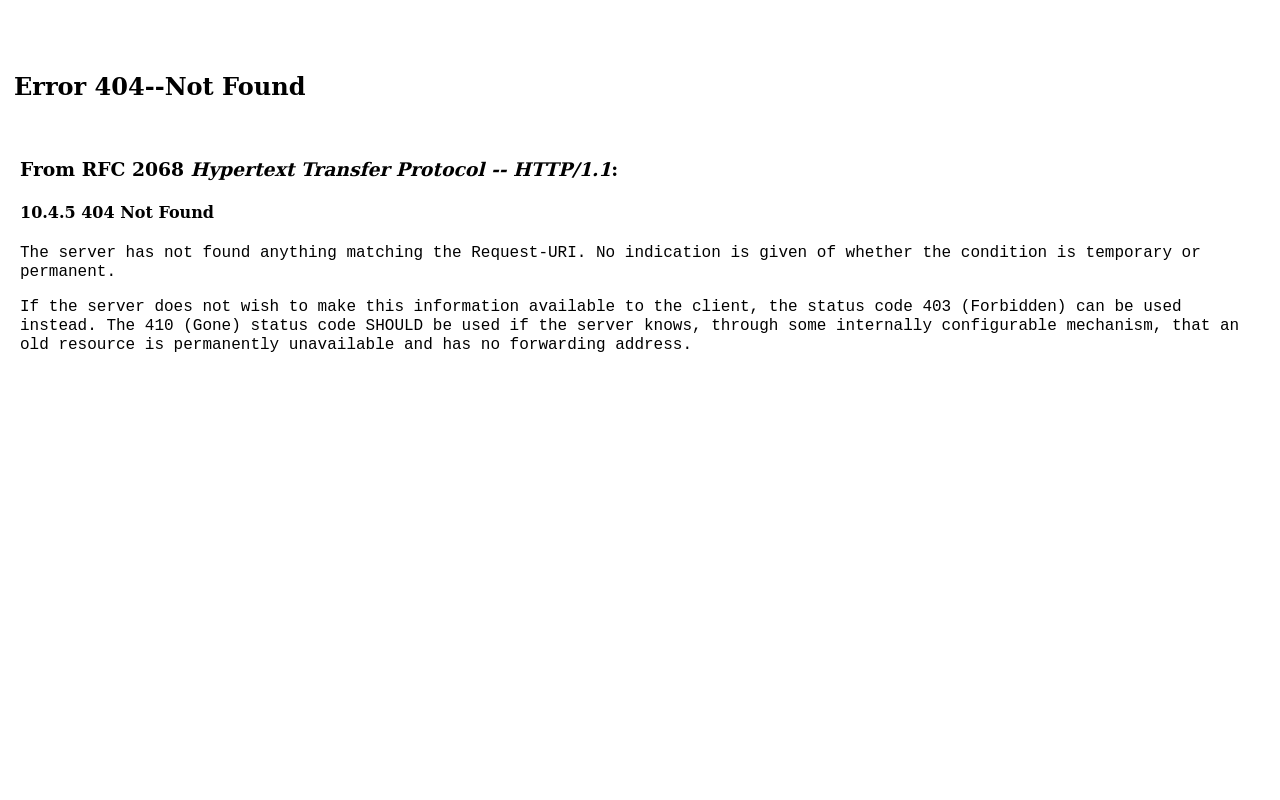 Error 404--Not Found
From RFC 2068 Hypertext Transfer Protocol -- HTTP/1.1:
10.4.5 404 Not Found
The server has not found anything matching the Request-URI. No indication is given of whether the condition is temporary or
permanent.
If the server does not wish to make this information available to the client, the status code 403 (Forbidden) can be used
instead. The 410 (Gone) status code SHOULD be used if the server knows, through some internally configurable mechanism, that an
old resource is permanently unavailable and has no forwarding address.